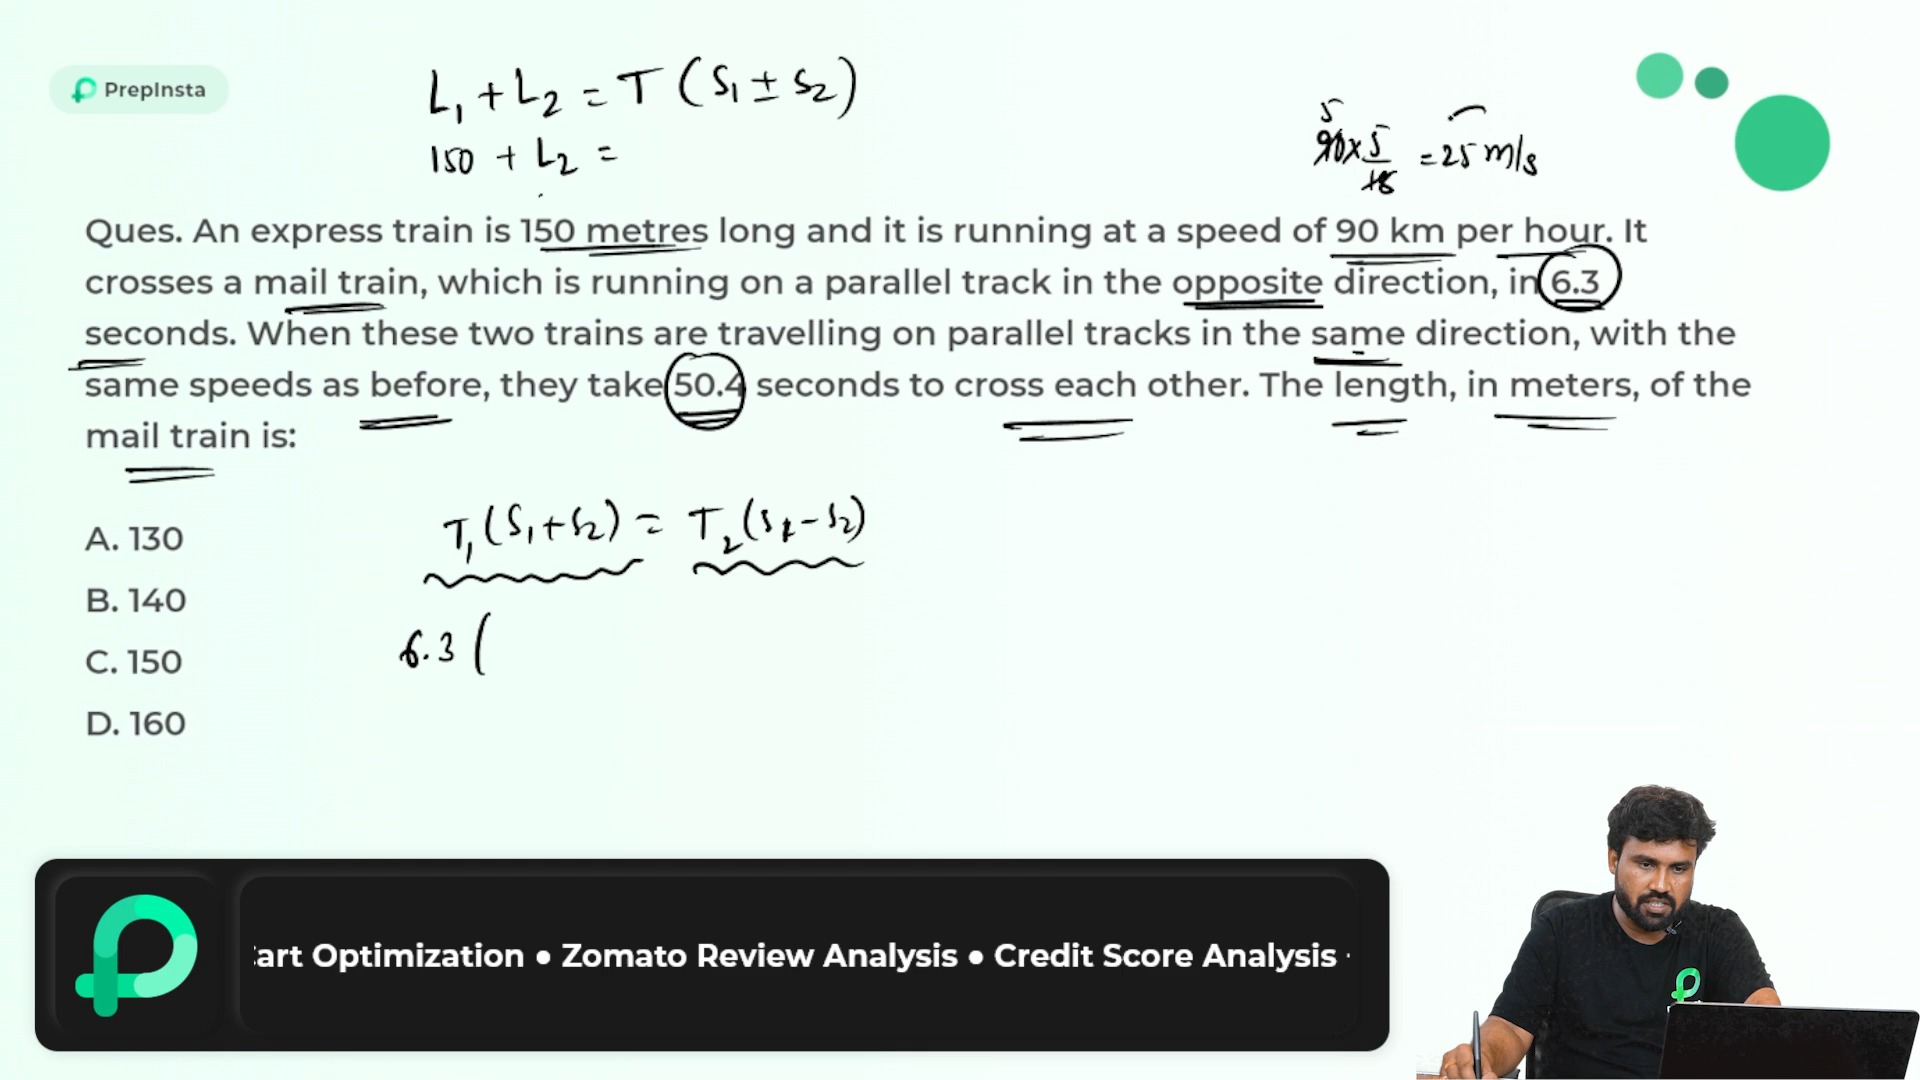 PrepInsta
L₁ + L₂ = T (S₁ ± S₂)
150 + L₂ =
5
90 × 5/18 = 25 m/s
Ques. An express train is 150 metres long and it is running at a speed of 90 km per hour. It
crosses a mail train, which is running on a parallel track in the opposite direction, in 6.3
seconds. When these two trains are travelling on parallel tracks in the same direction, with the
same speeds as before, they take 50.4 seconds to cross each other. The length, in meters, of the
mail train is:
A. 130
B. 140
C. 150
D. 160
T₁ (S₁ + S₂) = T₂ (S₁ - S₂)
6.3 (
art Optimization ● Zomato Review Analysis ● Credit Score Analysis